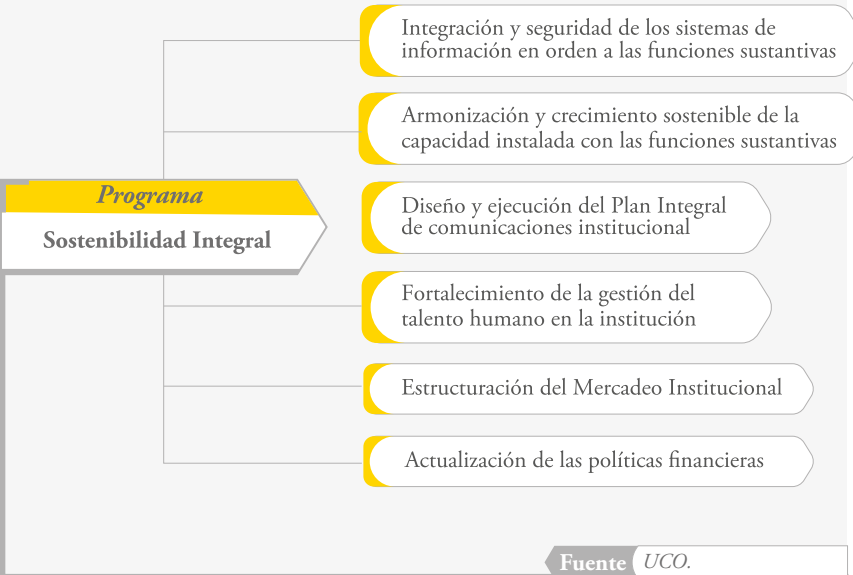 Integración y seguridad de los sistemas de
información en orden a las funciones sustantivas
Armonización y crecimiento sostenible de la
capacidad instalada con las funciones sustantivas
Programa
Sostenibilidad Integral
Diseño y ejecución del Plan Integral
de comunicaciones institucional
Fortalecimiento de la gestión del
talento humano en la institución
Estructuración del Mercadeo Institucional
Actualización de las políticas financieras
Fuente UCO.